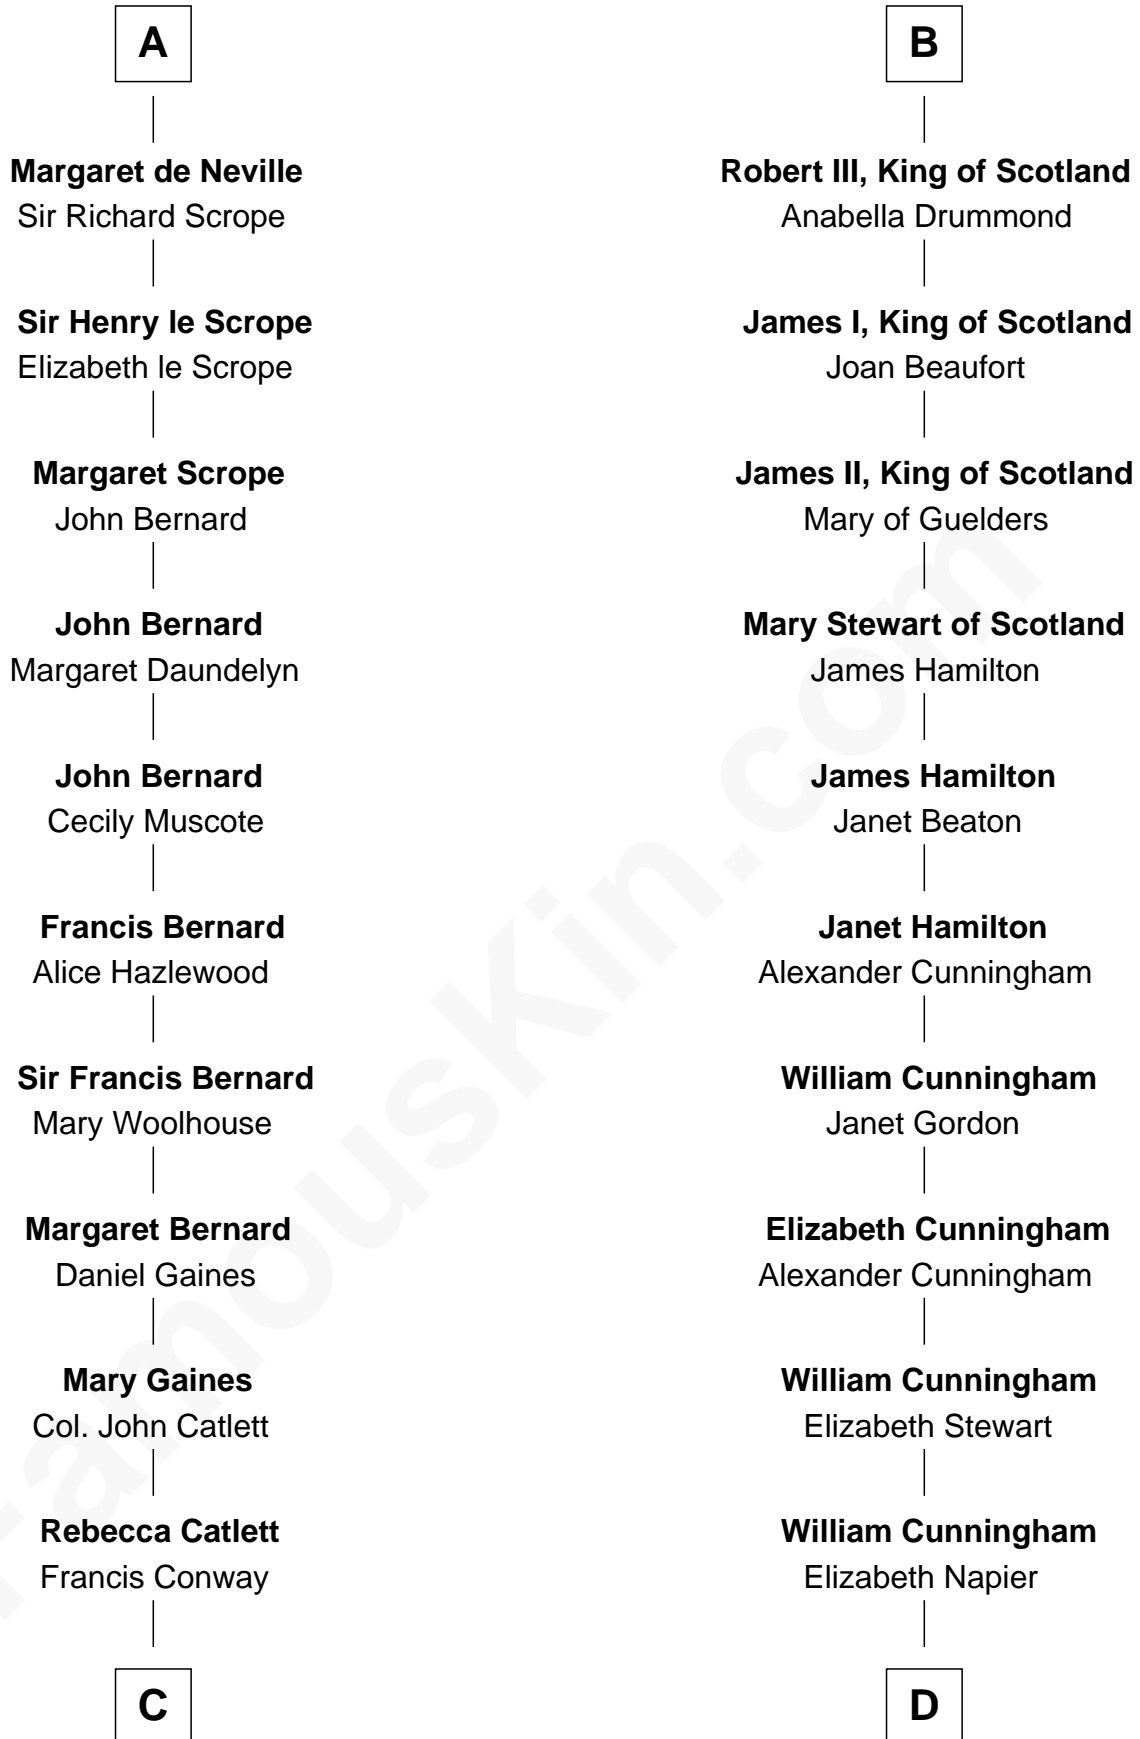 A
Margaret de Neville
Sir Richard Scrope
Sir Henry le Scrope
Elizabeth le Scrope
Margaret Scrope
John Bernard
John Bernard
Margaret Daundelyn
John Bernard
Cecily Muscote
Francis Bernard
Alice Hazlewood
Sir Francis Bernard
Mary Woolhouse
Margaret Bernard
Daniel Gaines
Mary Gaines
Col. John Catlett
Rebecca Catlett
Francis Conway
C
B
Robert III, King of Scotland
Anabella Drummond
James I, King of Scotland
Joan Beaufort
James II, King of Scotland
Mary of Guelders
Mary Stewart of Scotland
James Hamilton
James Hamilton
Janet Beaton
Janet Hamilton
Alexander Cunningham
William Cunningham
Janet Gordon
Elizabeth Cunningham
Alexander Cunningham
William Cunningham
Elizabeth Stewart
William Cunningham
Elizabeth Napier
D
FamousKin.com